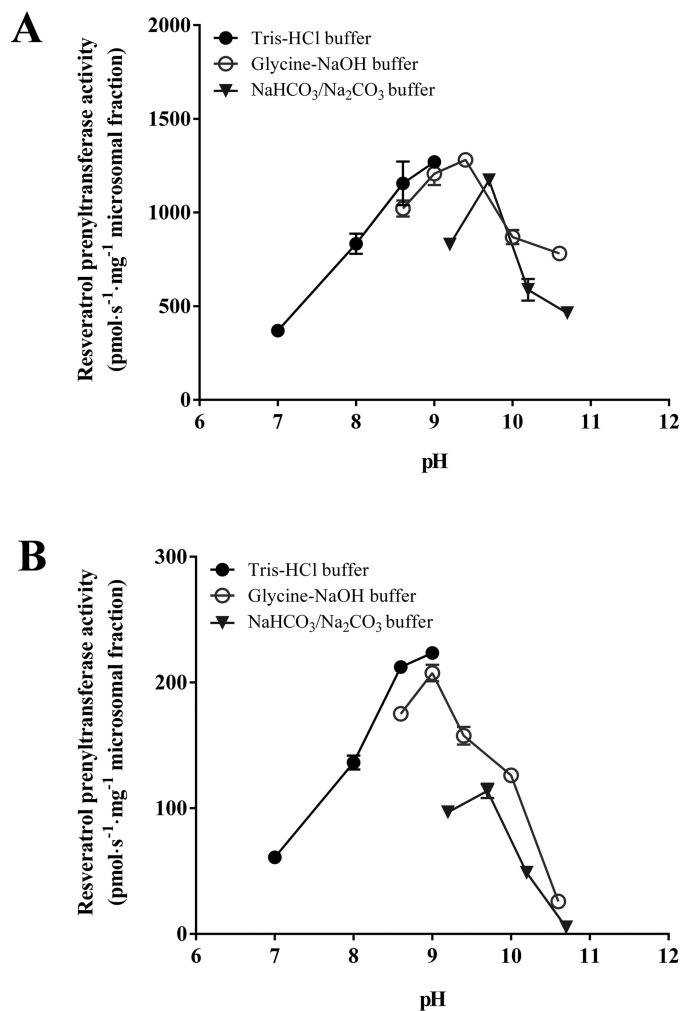 A
Resveratrol prenyltransferase activity
(pmol·s⁻¹·mg⁻¹ microsomal fraction)
2000
1500
1000
500
0
Tris-HCl buffer
Glycine-NaOH buffer
NaHCO₃/Na₂CO₃ buffer
6 7 8 9 10 11 12
pH
B
Resveratrol prenyltransferase activity
(pmol·s⁻¹·mg⁻¹ microsomal fraction)
300
200
100
0
Tris-HCl buffer
Glycine-NaOH buffer
NaHCO₃/Na₂CO₃ buffer
6 7 8 9 10 11 12
pH